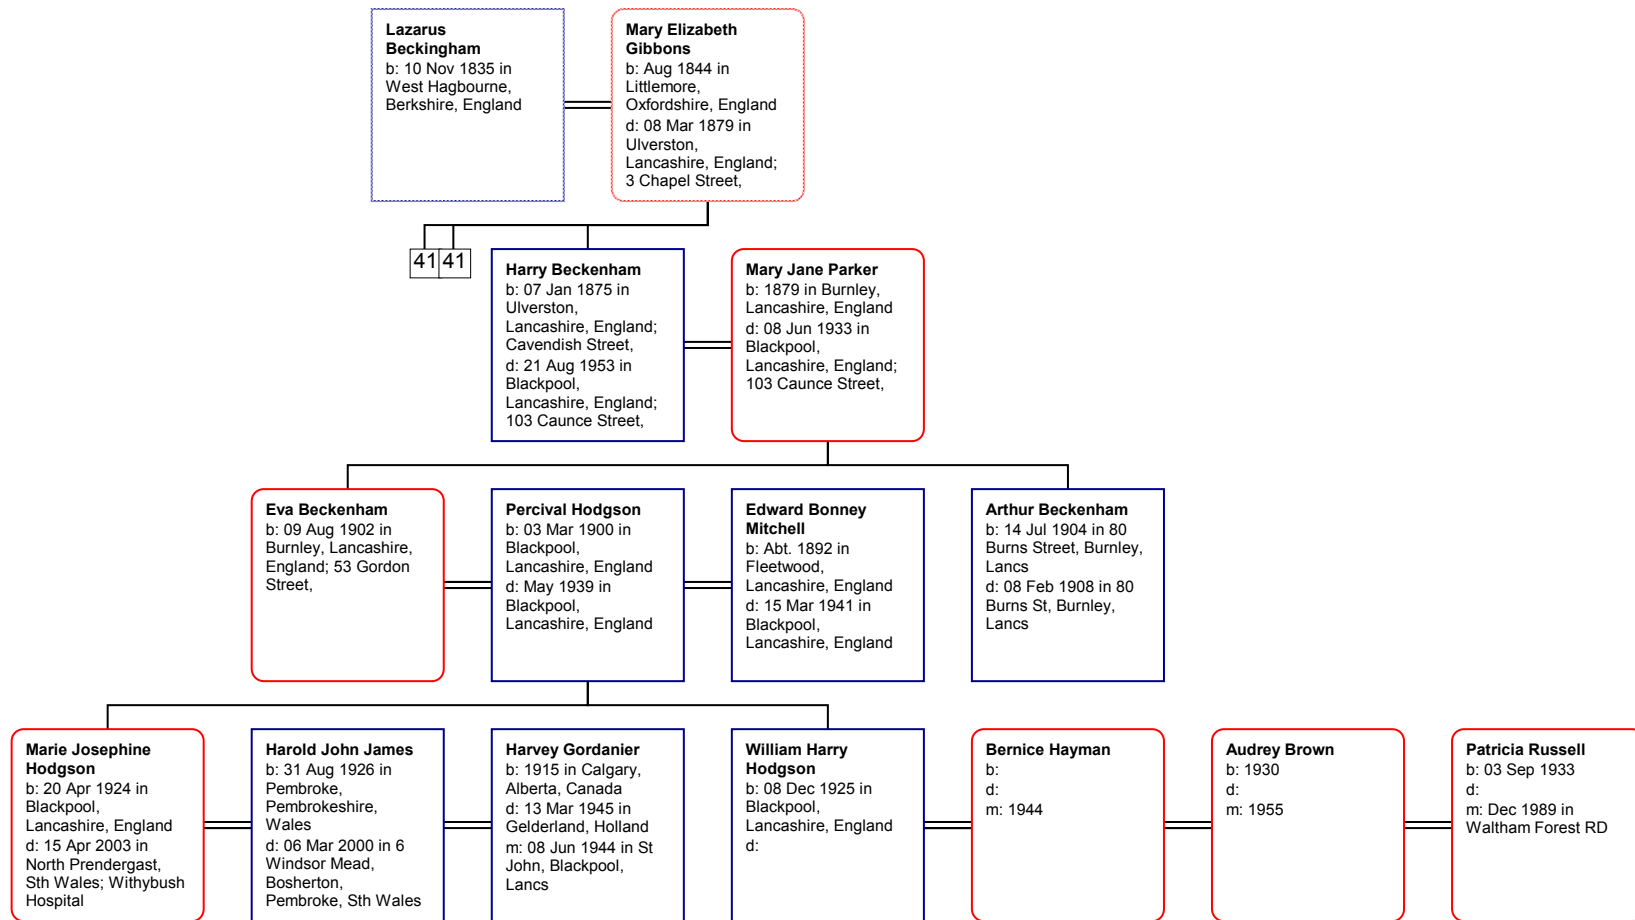 Lazarus
Beckingham
b: 10 Nov 1835 in
West Hagbourne,
Berkshire, England
Mary Elizabeth
Gibbons
b: Aug 1844 in
Littlemore,
Oxfordshire, England
d: 08 Mar 1879 in
Ulverston,
Lancashire, England;
3 Chapel Street,
41 41
Harry Beckenham
b: 07 Jan 1875 in
Ulverston,
Lancashire, England;
Cavendish Street,
d: 21 Aug 1953 in
Blackpool,
Lancashire, England;
103 Caunce Street,
Mary Jane Parker
b: 1879 in Burnley,
Lancashire, England
d: 08 Jun 1933 in
Blackpool,
Lancashire, England;
103 Caunce Street,
Eva Beckenham
b: 09 Aug 1902 in
Burnley, Lancashire,
England; 53 Gordon
Street,
Percival Hodgson
b: 03 Mar 1900 in
Blackpool,
Lancashire, England
d: May 1939 in
Blackpool,
Lancashire, England
Edward Bonney
Mitchell
b: Abt. 1892 in
Fleetwood,
Lancashire, England
d: 15 Mar 1941 in
Blackpool,
Lancashire, England
Arthur Beckenham
b: 14 Jul 1904 in 80
Burns Street, Burnley,
Lancs
d: 08 Feb 1908 in 80
Burns St, Burnley,
Lancs
Marie Josephine
Hodgson
b: 20 Apr 1924 in
Blackpool,
Lancashire, England
d: 15 Apr 2003 in
North Prendergast,
Sth Wales; Withybush
Hospital
Harold John James
b: 31 Aug 1926 in
Pembroke,
Pembrokeshire,
Wales
d: 06 Mar 2000 in 6
Windsor Mead,
Bosherton,
Pembroke, Sth Wales
Harvey Gordanier
b: 1915 in Calgary,
Alberta, Canada
d: 13 Mar 1945 in
Gelderland, Holland
m: 08 Jun 1944 in St
John, Blackpool,
Lancs
William Harry
Hodgson
b: 08 Dec 1925 in
Blackpool,
Lancashire, England
d:
Bernice Hayman
b:
d:
m: 1944
Audrey Brown
b: 1930
d:
m: 1955
Patricia Russell
b: 03 Sep 1933
d:
m: Dec 1989 in
Waltham Forest RD